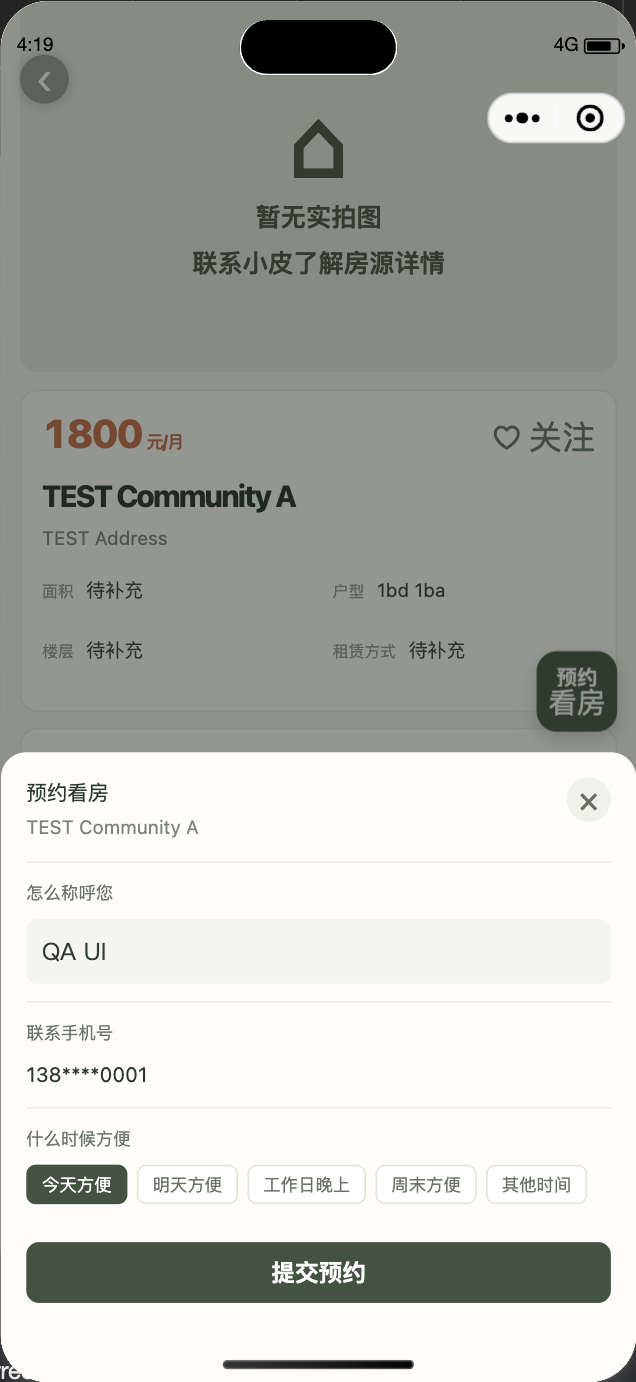 4:19 4G
暂无实拍图
联系小皮了解房源详情
1800元/月 关注
TEST Community A
TEST Address
面积 待补充 户型 1bd 1ba
楼层 待补充 租赁方式 待补充
预约
看房
预约看房
TEST Community A
怎么称呼您
QA UI
联系手机号
138****0001
什么时候方便
今天方便 明天方便 工作日晚上 周末方便 其他时间
提交预约